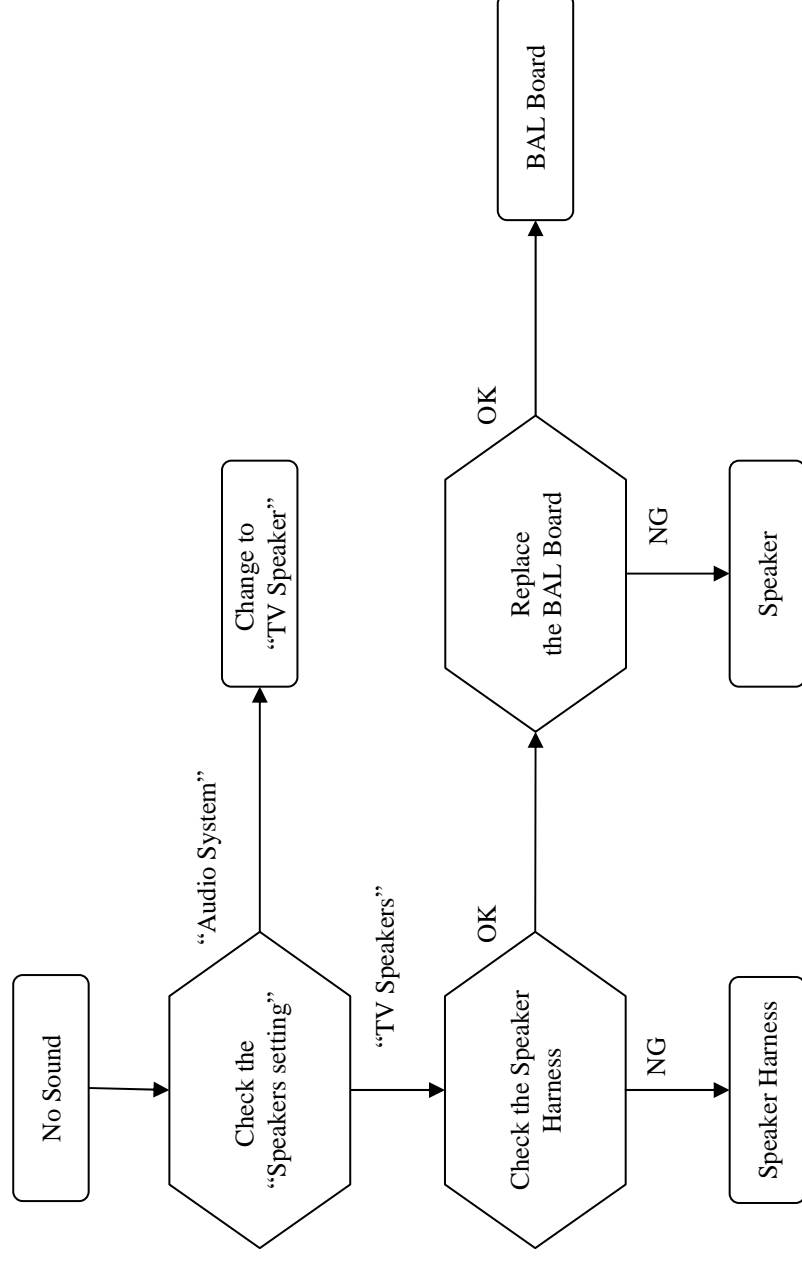 No Sound
Check the
“Speakers setting”
“Audio System”
Change to
“TV Speaker”
“TV Speakers”
Check the Speaker
Harness
OK
Replace
the BAL Board
OK
BAL Board
NG
Speaker Harness
NG
Speaker